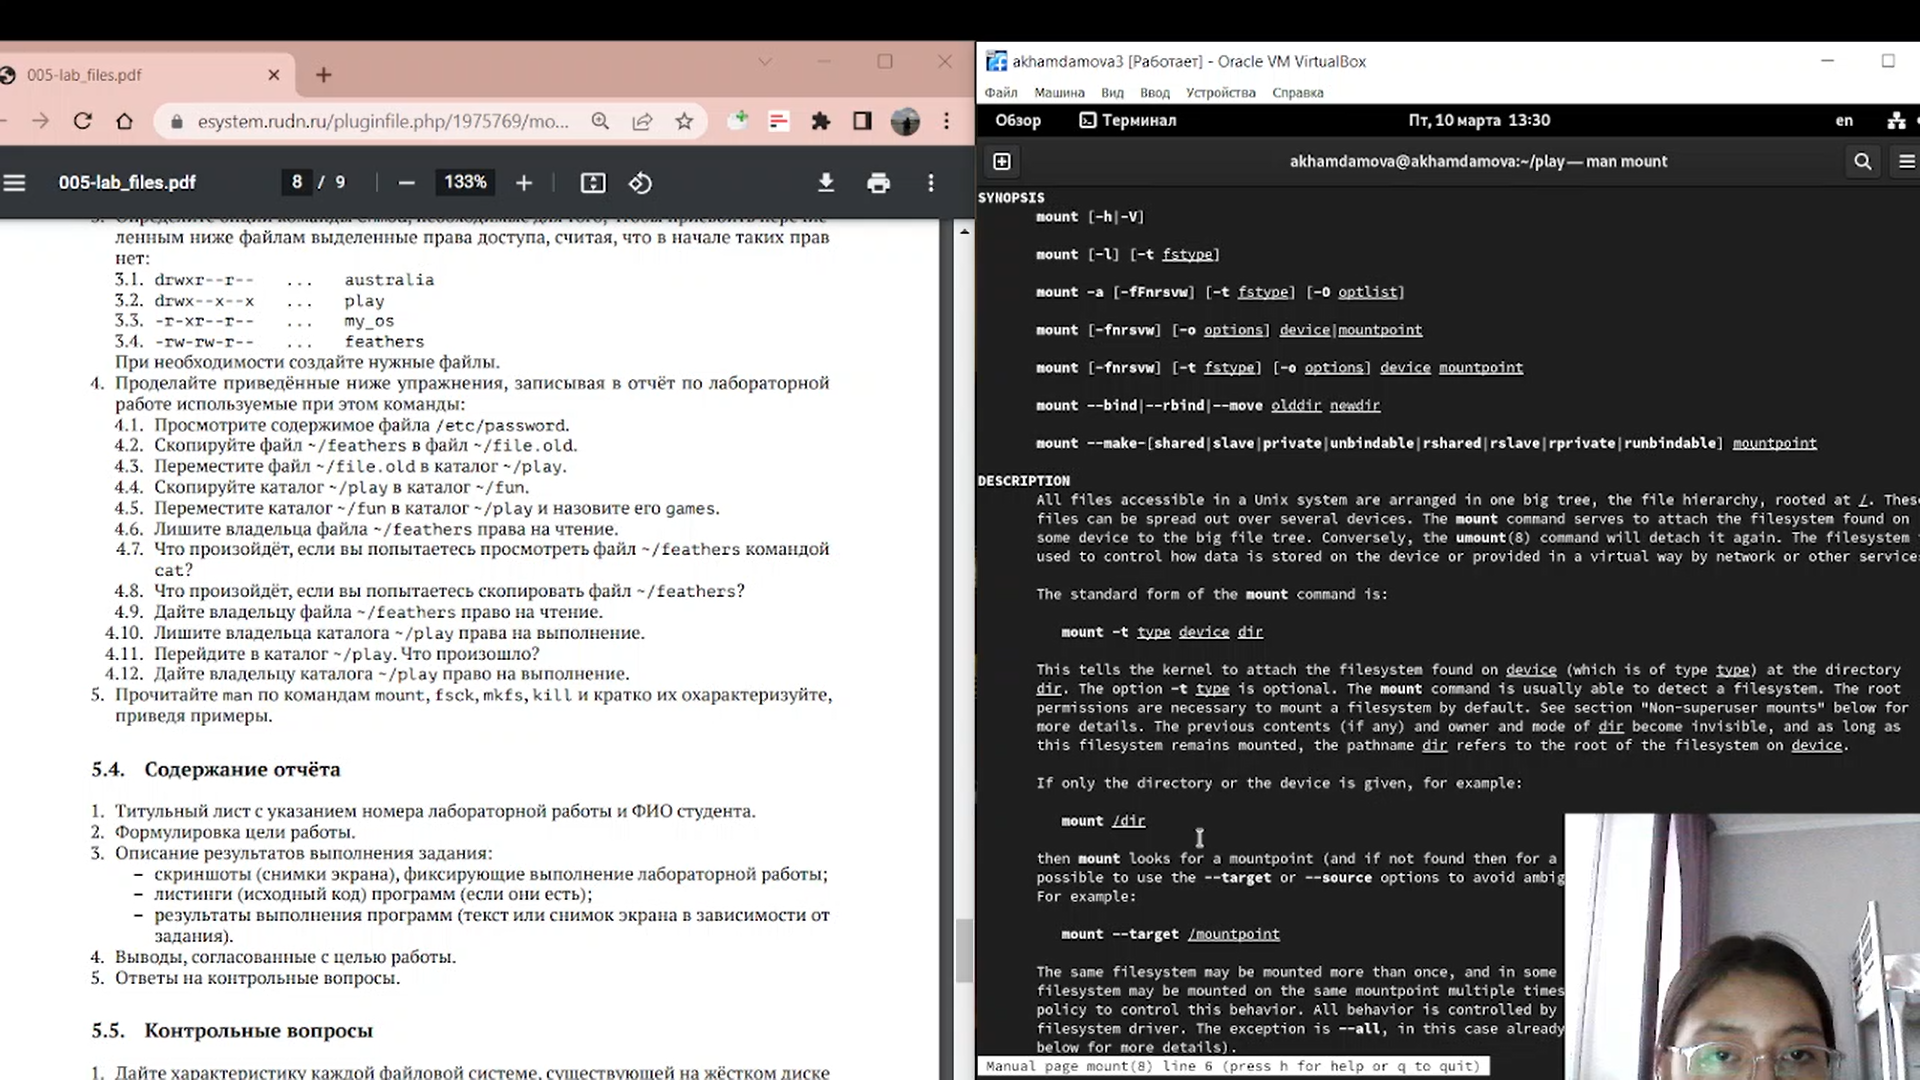 005-lab_files.pdf
esystem.rudn.ru/pluginfile.php/1975769/mo...
005-lab_files.pdf
8 / 9
133%
ленным ниже файлам выделенные права доступа, считая, что в начале таких прав
нет:
3.1. drwxr--r-- ... australia
3.2. drwx--x--x ... play
3.3. -r-xr--r-- ... my_os
3.4. -rw-rw-r-- ... feathers
При необходимости создайте нужные файлы.
4. Проделайте приведённые ниже упражнения, записывая в отчёт по лабораторной
работе используемые при этом команды:
4.1. Просмотрите содержимое файла /etc/password.
4.2. Скопируйте файл ~/feathers в файл ~/file.old.
4.3. Переместите файл ~/file.old в каталог ~/play.
4.4. Скопируйте каталог ~/play в каталог ~/fun.
4.5. Переместите каталог ~/fun в каталог ~/play и назовите его games.
4.6. Лишите владельца файла ~/feathers права на чтение.
4.7. Что произойдёт, если вы попытаетесь просмотреть файл ~/feathers командой
cat?
4.8. Что произойдёт, если вы попытаетесь скопировать файл ~/feathers?
4.9. Дайте владельцу файла ~/feathers право на чтение.
4.10. Лишите владельца каталога ~/play права на выполнение.
4.11. Перейдите в каталог ~/play. Что произошло?
4.12. Дайте владельцу каталога ~/play право на выполнение.
5. Прочитайте man по командам mount, fsck, mkfs, kill и кратко их охарактеризуйте,
приведя примеры.
5.4. Содержание отчёта
1. Титульный лист с указанием номера лабораторной работы и ФИО студента.
2. Формулировка цели работы.
3. Описание результатов выполнения задания:
– скриншоты (снимки экрана), фиксирующие выполнение лабораторной работы;
– листинги (исходный код) программ (если они есть);
– результаты выполнения программ (текст или снимок экрана в зависимости от
задания).
4. Выводы, согласованные с целью работы.
5. Ответы на контрольные вопросы.
5.5. Контрольные вопросы
1. Дайте характеристику каждой файловой системе, существующей на жёстком диске
akhamdamova3 [Работает] - Oracle VM VirtualBox
Файл Машина Вид Ввод Устройства Справка
Обзор Терминал Пт, 10 марта 13:30 en
akhamdamova@akhamdamova:~/play — man mount
SYNOPSIS
mount [-h|-V]
mount [-l] [-t fstype]
mount -a [-fFnrsvw] [-t fstype] [-O optlist]
mount [-fnrsvw] [-o options] device|mountpoint
mount [-fnrsvw] [-t fstype] [-o options] device mountpoint
mount --bind|--rbind|--move olddir newdir
mount --make-[shared|slave|private|unbindable|rshared|rslave|rprivate|runbindable] mountpoint
DESCRIPTION
All files accessible in a Unix system are arranged in one big tree, the file hierarchy, rooted at /. These
files can be spread out over several devices. The mount command serves to attach the filesystem found on
some device to the big file tree. Conversely, the umount(8) command will detach it again. The filesystem
used to control how data is stored on the device or provided in a virtual way by network or other services
The standard form of the mount command is:
mount -t type device dir
This tells the kernel to attach the filesystem found on device (which is of type type) at the directory
dir. The option -t type is optional. The mount command is usually able to detect a filesystem. The root
permissions are necessary to mount a filesystem by default. See section "Non-superuser mounts" below for
more details. The previous contents (if any) and owner and mode of dir become invisible, and as long as
this filesystem remains mounted, the pathname dir refers to the root of the filesystem on device.
If only the directory or the device is given, for example:
mount /dir
then mount looks for a mountpoint (and if not found then for a
possible to use the --target or --source options to avoid ambig
For example:
mount --target /mountpoint
The same filesystem may be mounted more than once, and in some
filesystem may be mounted on the same mountpoint multiple times
policy to control this behavior. All behavior is controlled by
filesystem driver. The exception is --all, in this case already
below for more details).
Manual page mount(8) line 6 (press h for help or q to quit)